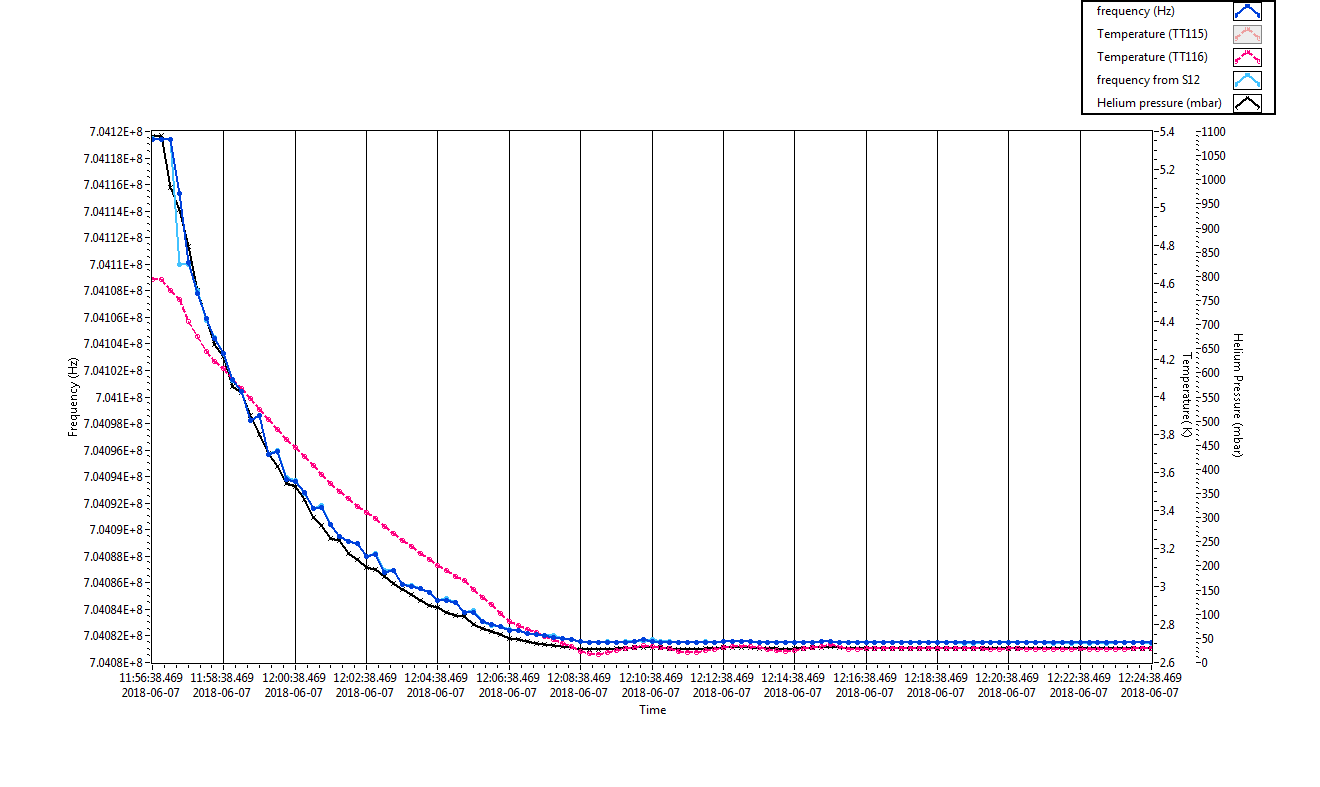 frequency (Hz)
Temperature (TT115)
Temperature (TT116)
frequency from S12
Helium pressure (mbar)
7.0412E+8
7.04118E+8
7.04116E+8
7.04114E+8
7.04112E+8
7.0411E+8
7.04108E+8
7.04106E+8
7.04104E+8
7.04102E+8
7.041E+8
7.04098E+8
7.04096E+8
7.04094E+8
7.04092E+8
7.0409E+8
7.04088E+8
7.04086E+8
7.04084E+8
7.04082E+8
7.0408E+8
Frequency (Hz)
5.4
5.2
5
4.8
4.6
4.4
4.2
4
3.8
3.6
3.4
3.2
3
2.8
2.6
Temperature( K)
1100
1050
1000
950
900
850
800
750
700
650
600
550
500
450
400
350
300
250
200
150
100
50
0
Helium Pressure (mbar)
11:56:38.469 11:58:38.469 12:00:38.469 12:02:38.469 12:04:38.469 12:06:38.469 12:08:38.469 12:10:38.469 12:12:38.469 12:14:38.469 12:16:38.469 12:18:38.469 12:20:38.469 12:22:38.469 12:24:38.469
2018-06-07 2018-06-07 2018-06-07 2018-06-07 2018-06-07 2018-06-07 2018-06-07 2018-06-07 2018-06-07 2018-06-07 2018-06-07 2018-06-07 2018-06-07 2018-06-07 2018-06-07
Time